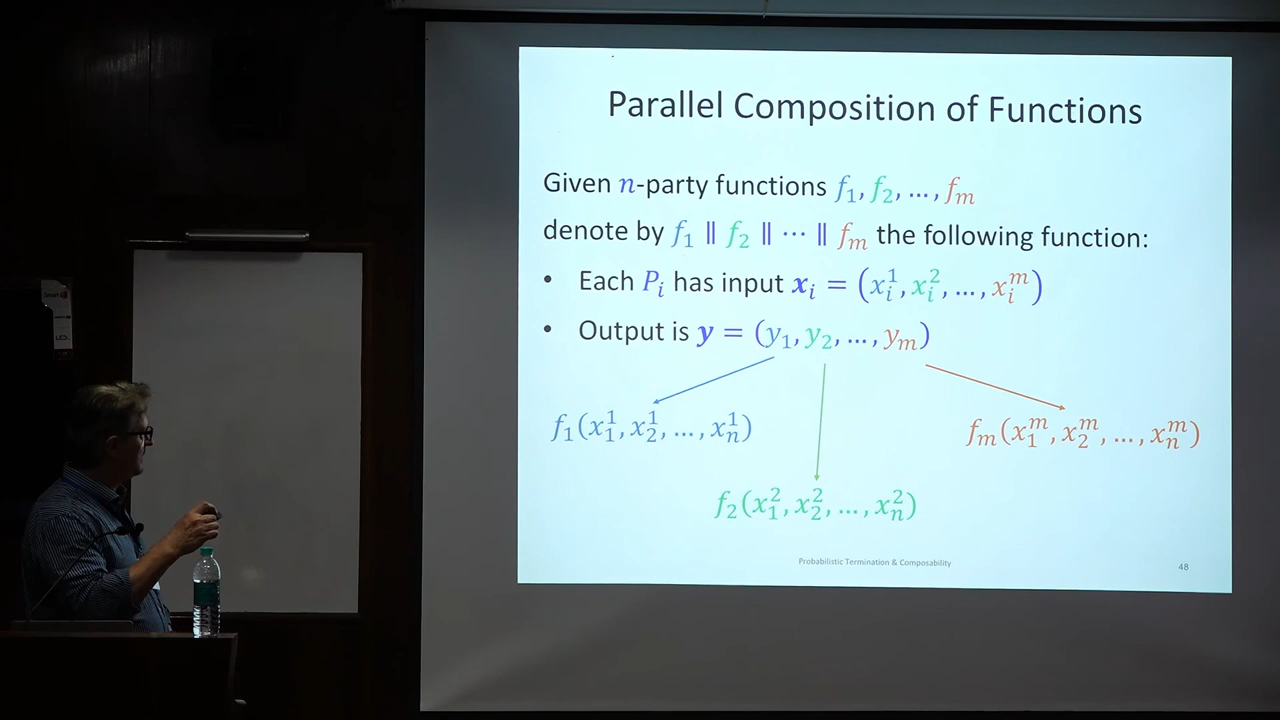 Parallel Composition of Functions
Given n-party functions f₁, f₂, …, fₘ
denote by f₁ ∥ f₂ ∥ ⋯ ∥ fₘ the following function:
• Each Pᵢ has input 𝒙ᵢ = (xᵢ¹, xᵢ², …, xᵢᵐ)
• Output is 𝒚 = (y₁, y₂, …, yₘ)
f₁(x₁¹, x₂¹, …, xₙ¹)
fₘ(x₁ᵐ, x₂ᵐ, …, xₙᵐ)
f₂(x₁², x₂², …, xₙ²)
Probabilistic Termination & Composability
48